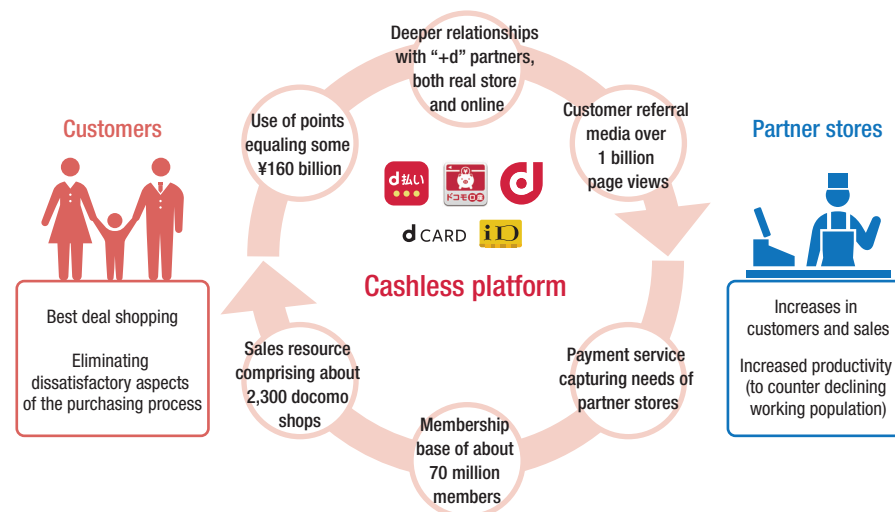 Deeper relationships
with “+d” partners,
both real store
and online
Customers
Use of points
equaling some
¥160 billion
Customer referral
media over
1 billion
page views
Partner stores
d払い
ドコモ口座
d
d CARD
iD
Cashless platform
Best deal shopping
Eliminating
dissatisfactory aspects
of the purchasing process
Sales resource
comprising about
2,300 docomo
shops
Membership
base of about
70 million
members
Payment service
capturing needs of
partner stores
Increases in
customers and sales
Increased productivity
(to counter declining
working population)